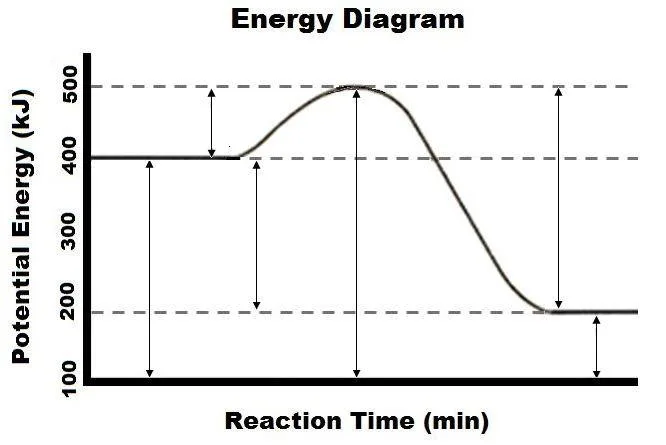 Energy Diagram
Potential Energy (kJ)
500
400
300
200
100
Reaction Time (min)